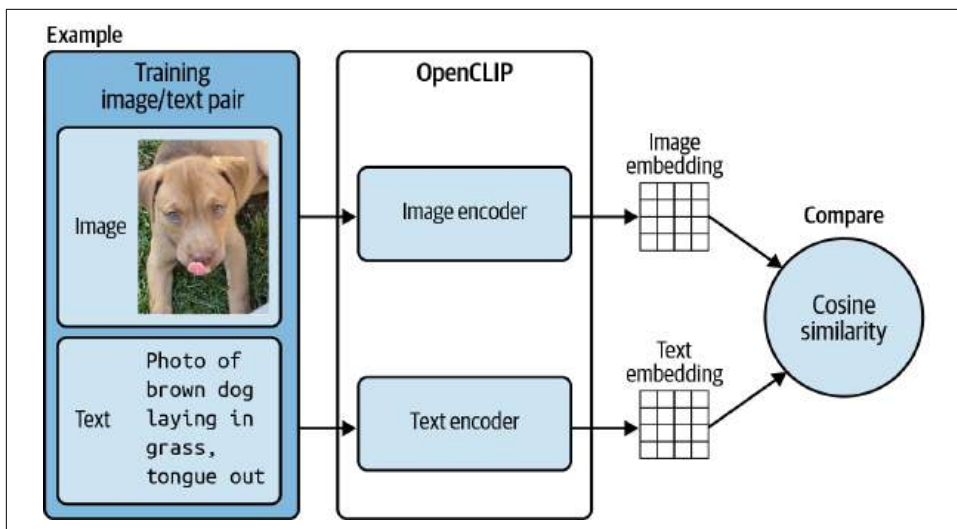 Example
Training
image/text pair
Image
Text
Photo of
brown dog
laying in
grass,
tongue out
OpenCLIP
Image encoder
Text encoder
Image
embedding
Text
embedding
Compare
Cosine
similarity